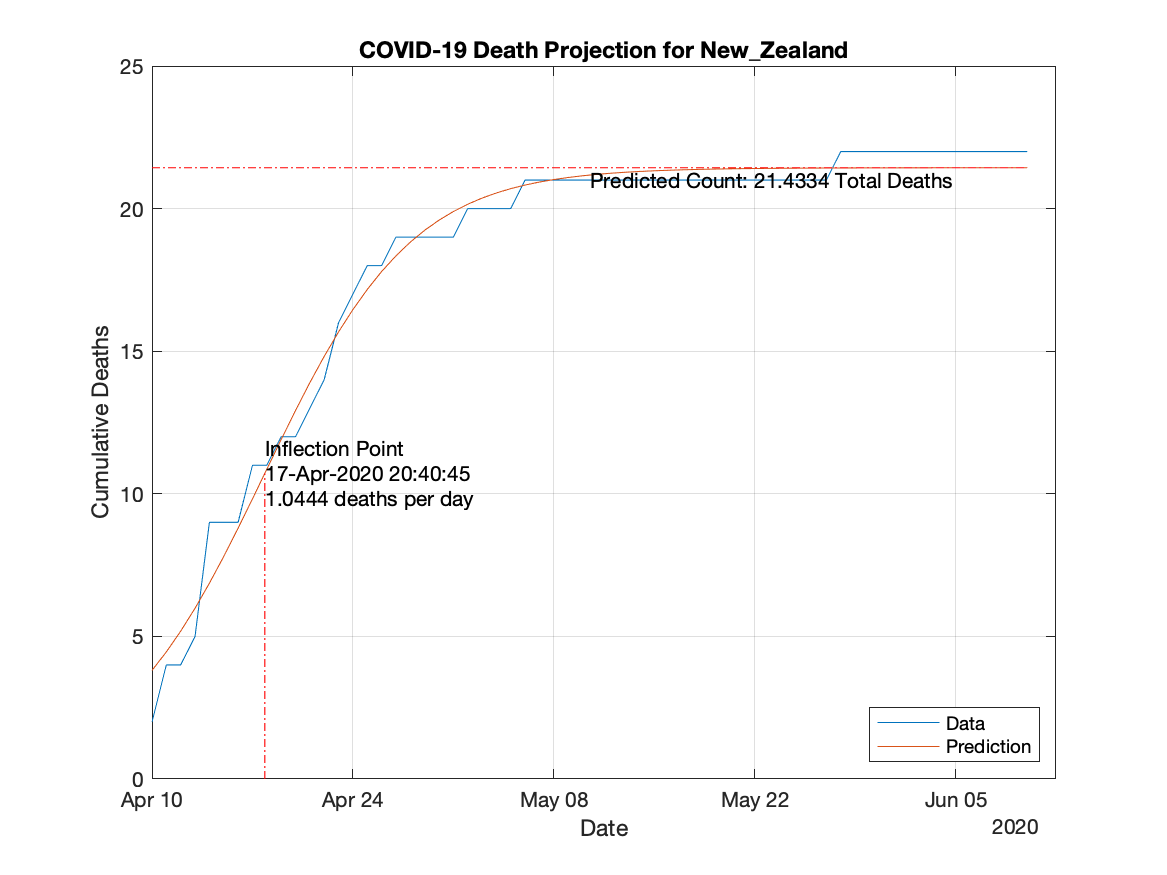 COVID-19 Death Projection for New_Zealand
25
20
15
10
5
0
Cumulative Deaths
Predicted Count: 21.4334 Total Deaths
Inflection Point
17-Apr-2020 20:40:45
1.0444 deaths per day
Data
Prediction
Apr 10
Apr 24
May 08
May 22
Jun 05
Date
2020